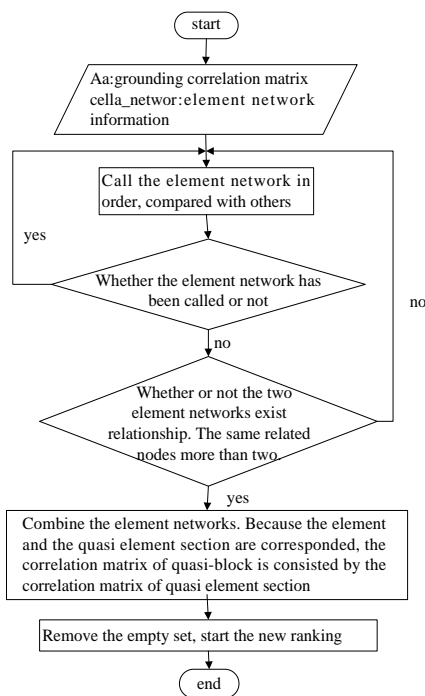 start
Aa:grounding correlation matrix
cella_networ:element network
information
Call the element network in
order, compared with others
yes
Whether the element network has
been called or not
no
no
Whether or not the two
element networks exist
relationship. The same related
nodes more than two.
yes
Combine the element networks. Because the element
and the quasi element section are corresponded, the
correlation matrix of quasi-block is consisted by the
correlation matrix of quasi element section
Remove the empty set, start the new ranking
end